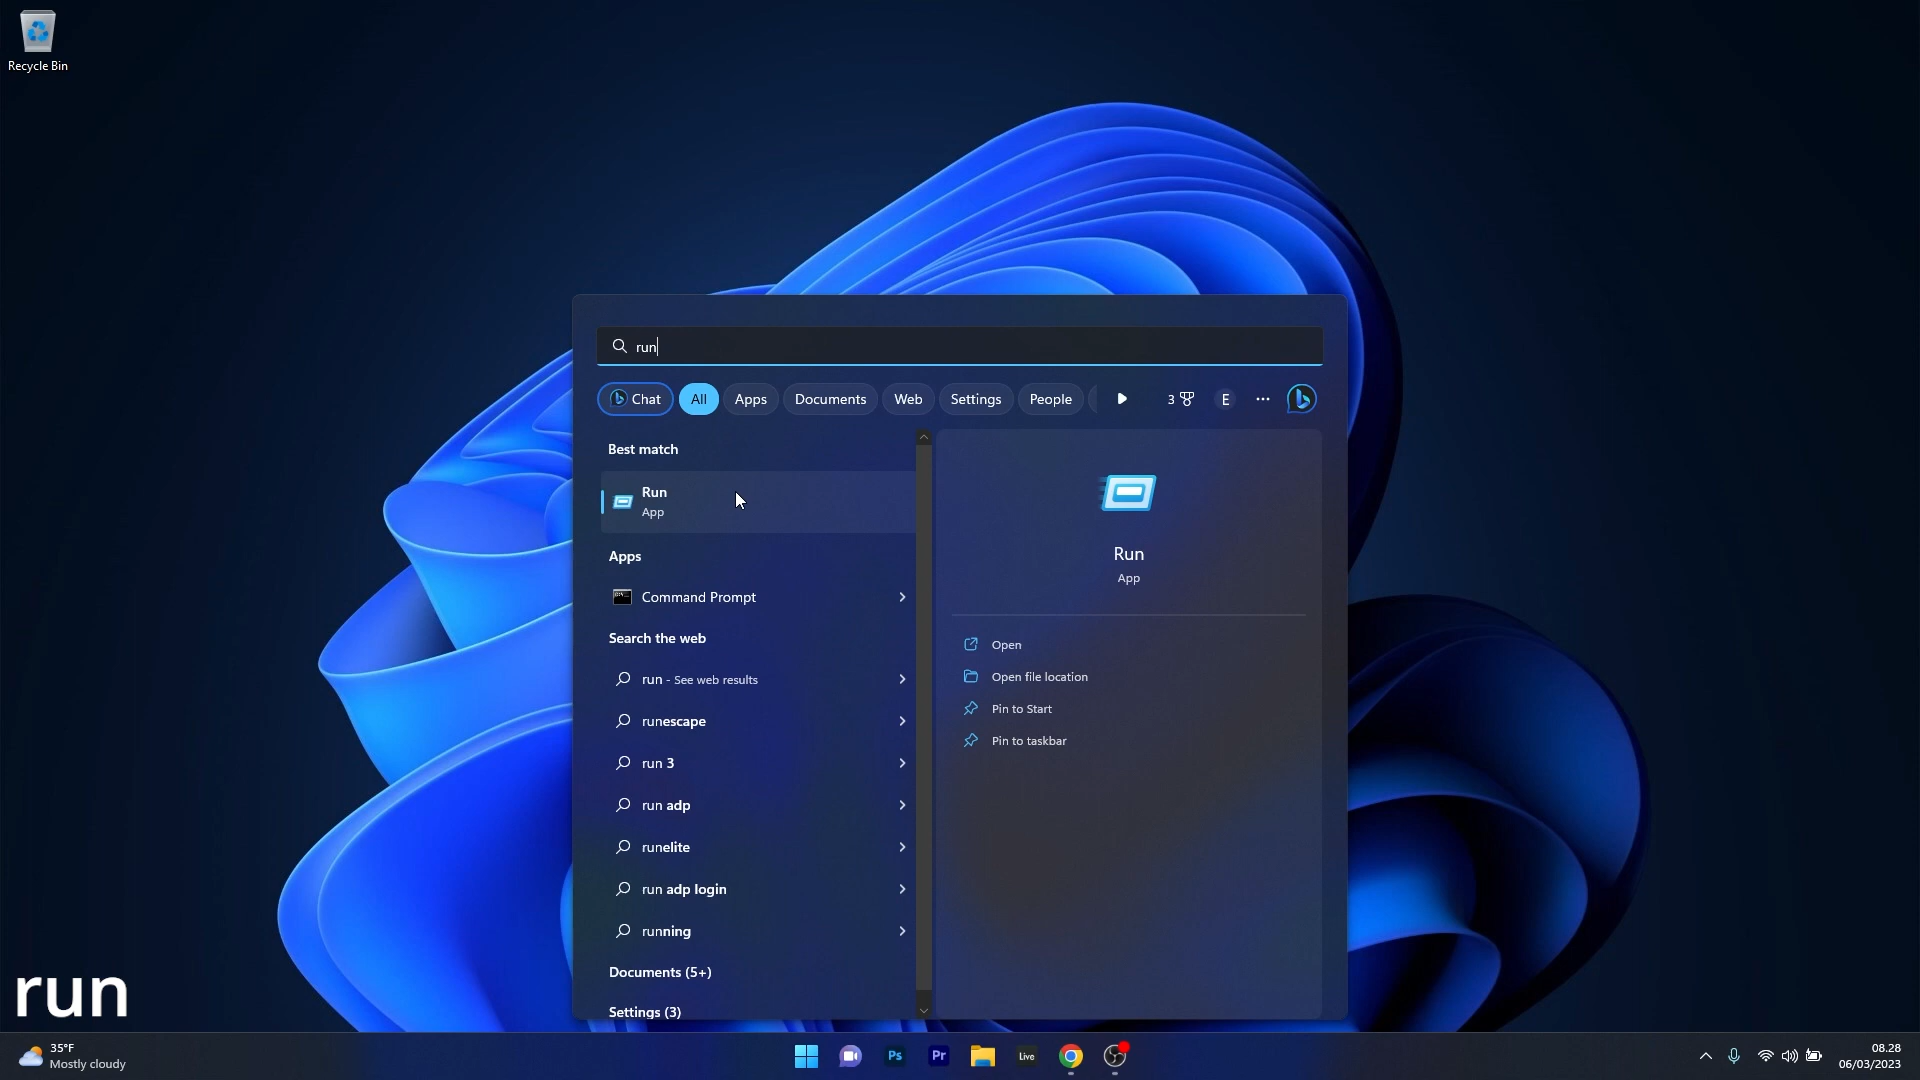 Recycle Bin
run
Chat
All
Apps
Documents
Web
Settings
People
3
E
Best match
Run
App
Apps
Command Prompt
Search the web
run - See web results
runescape
run 3
run adp
runelite
run adp login
running
Documents (5+)
Settings (3)
Run
App
Open
Open file location
Pin to Start
Pin to taskbar
run
35°F
Mostly cloudy
Ps
Pr
Live
08.28
06/03/2023